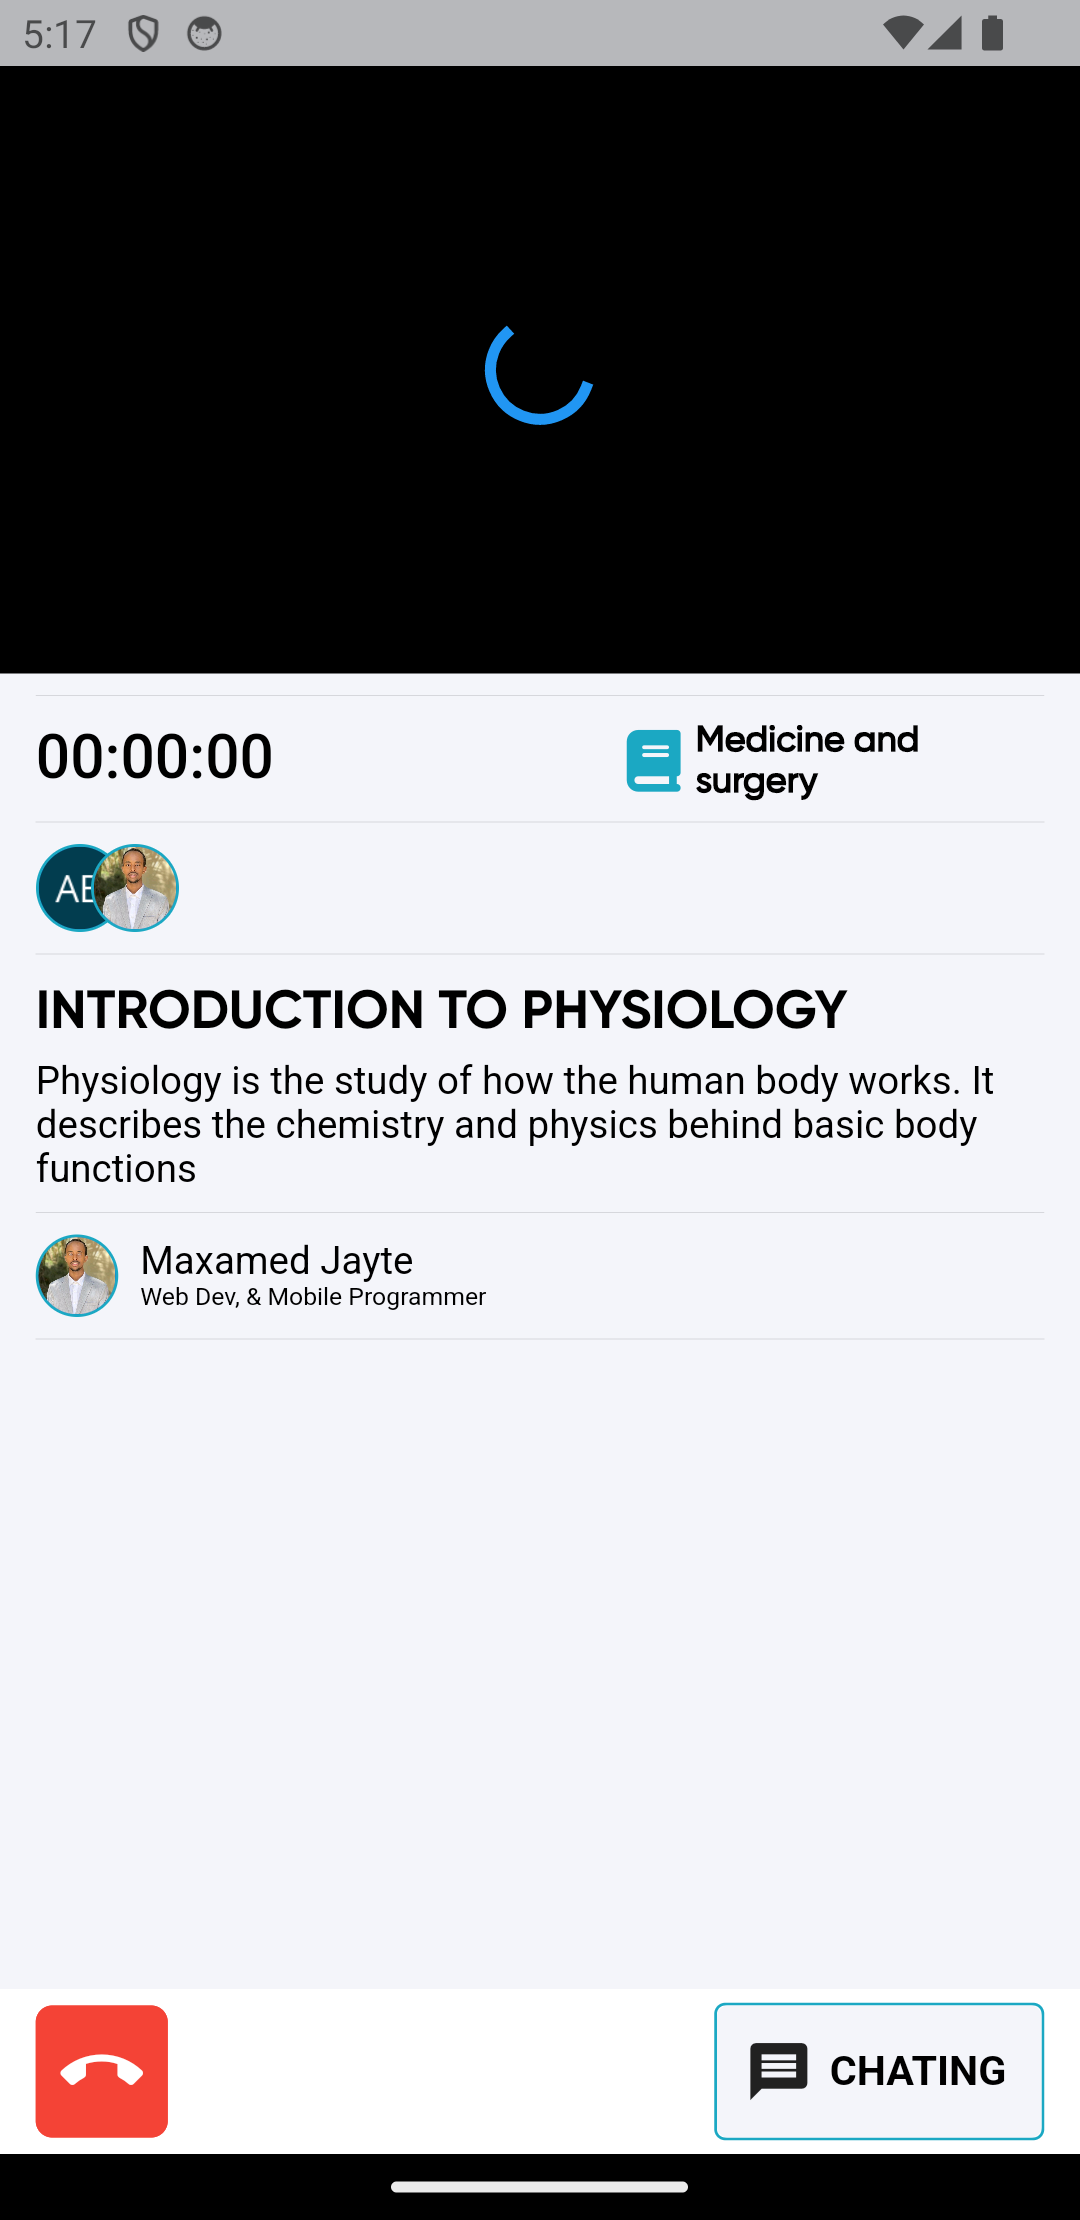 5:17
00:00:00
Medicine and
surgery
AE
INTRODUCTION TO PHYSIOLOGY
Physiology is the study of how the human body works. It
describes the chemistry and physics behind basic body
functions
Maxamed Jayte
Web Dev, & Mobile Programmer
CHATING